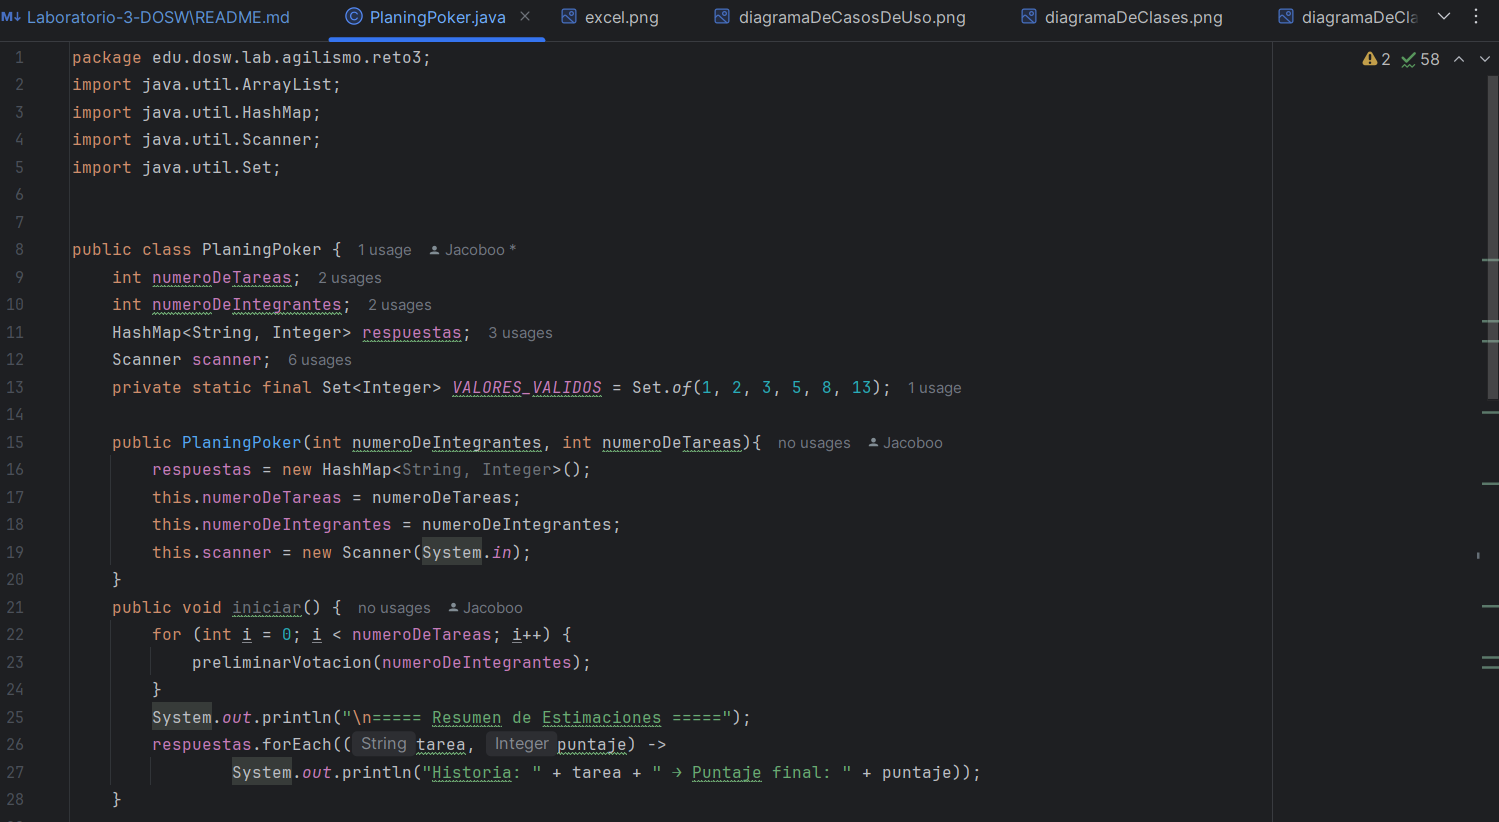 Laboratorio-3-DOSW\README.md PlaningPoker.java excel.png diagramaDeCasosDeUso.png diagramaDeClases.png diagramaDeCla
2 58
1 package edu.dosw.lab.agilismo.reto3;
2 import java.util.ArrayList;
3 import java.util.HashMap;
4 import java.util.Scanner;
5 import java.util.Set;
6
7
8 public class PlaningPoker { 1 usage Jacoboo *
9 int numeroDeTareas; 2 usages
10 int numeroDeIntegrantes; 2 usages
11 HashMap<String, Integer> respuestas; 3 usages
12 Scanner scanner; 6 usages
13 private static final Set<Integer> VALORES_VALIDOS = Set.of(1, 2, 3, 5, 8, 13); 1 usage
14
15 public PlaningPoker(int numeroDeIntegrantes, int numeroDeTareas){ no usages Jacoboo
16 respuestas = new HashMap<String, Integer>();
17 this.numeroDeTareas = numeroDeTareas;
18 this.numeroDeIntegrantes = numeroDeIntegrantes;
19 this.scanner = new Scanner(System.in);
20 }
21 public void iniciar() { no usages Jacoboo
22 for (int i = 0; i < numeroDeTareas; i++) {
23 preliminarVotacion(numeroDeIntegrantes);
24 }
25 System.out.println("\n===== Resumen de Estimaciones =====");
26 respuestas.forEach(( String tarea, Integer puntaje) ->
27 System.out.println("Historia: " + tarea + " → Puntaje final: " + puntaje));
28 }